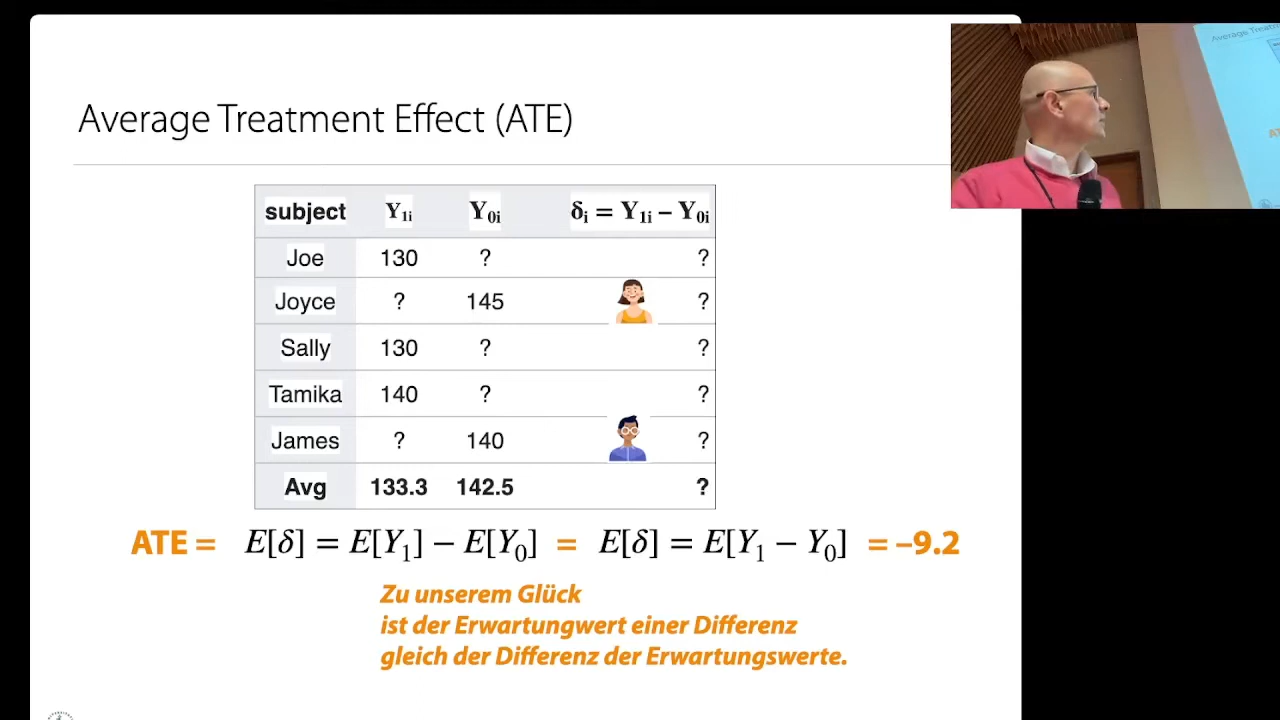 Average Treatment Effect (ATE)
subject Y1i Y0i δi = Y1i – Y0i
Joe 130 ? ?
Joyce ? 145 ?
Sally 130 ? ?
Tamika 140 ? ?
James ? 140 ?
Avg 133.3 142.5 ?
ATE = E[δ] = E[Y1] − E[Y0] = E[δ] = E[Y1 − Y0] = –9.2
Zu unserem Glück
ist der Erwartungwert einer Differenz
gleich der Differenz der Erwartungswerte.